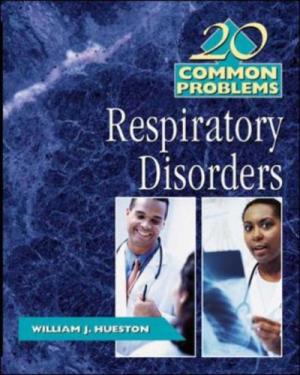 20
COMMON
PROBLEMS
Respiratory
Disorders
WILLIAM J. HUESTON